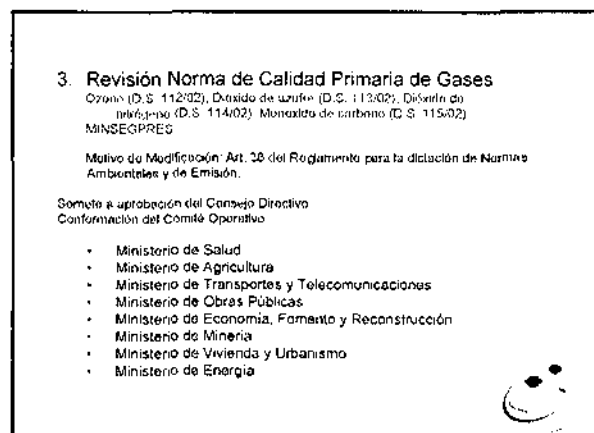 3. Revisión Norma de Calidad Primaria de Gases
Ozono (D.S. 112/02), Dióxido de azufre (D.S. 113/02), Dióxido de
nitrógeno (D.S. 114/02), Monóxido de carbono (D.S. 115/02)
MINSEGPRES
Motivo de Modificación: Art. 38 del Reglamento para la dictación de Normas
Ambientales y de Emisión.
Somete a aprobación del Consejo Directivo
Conformación del Comité Operativo
• Ministerio de Salud
• Ministerio de Agricultura
• Ministerio de Transportes y Telecomunicaciones
• Ministerio de Obras Públicas
• Ministerio de Economía, Fomento y Reconstrucción
• Ministerio de Minería
• Ministerio de Vivienda y Urbanismo
• Ministerio de Energía